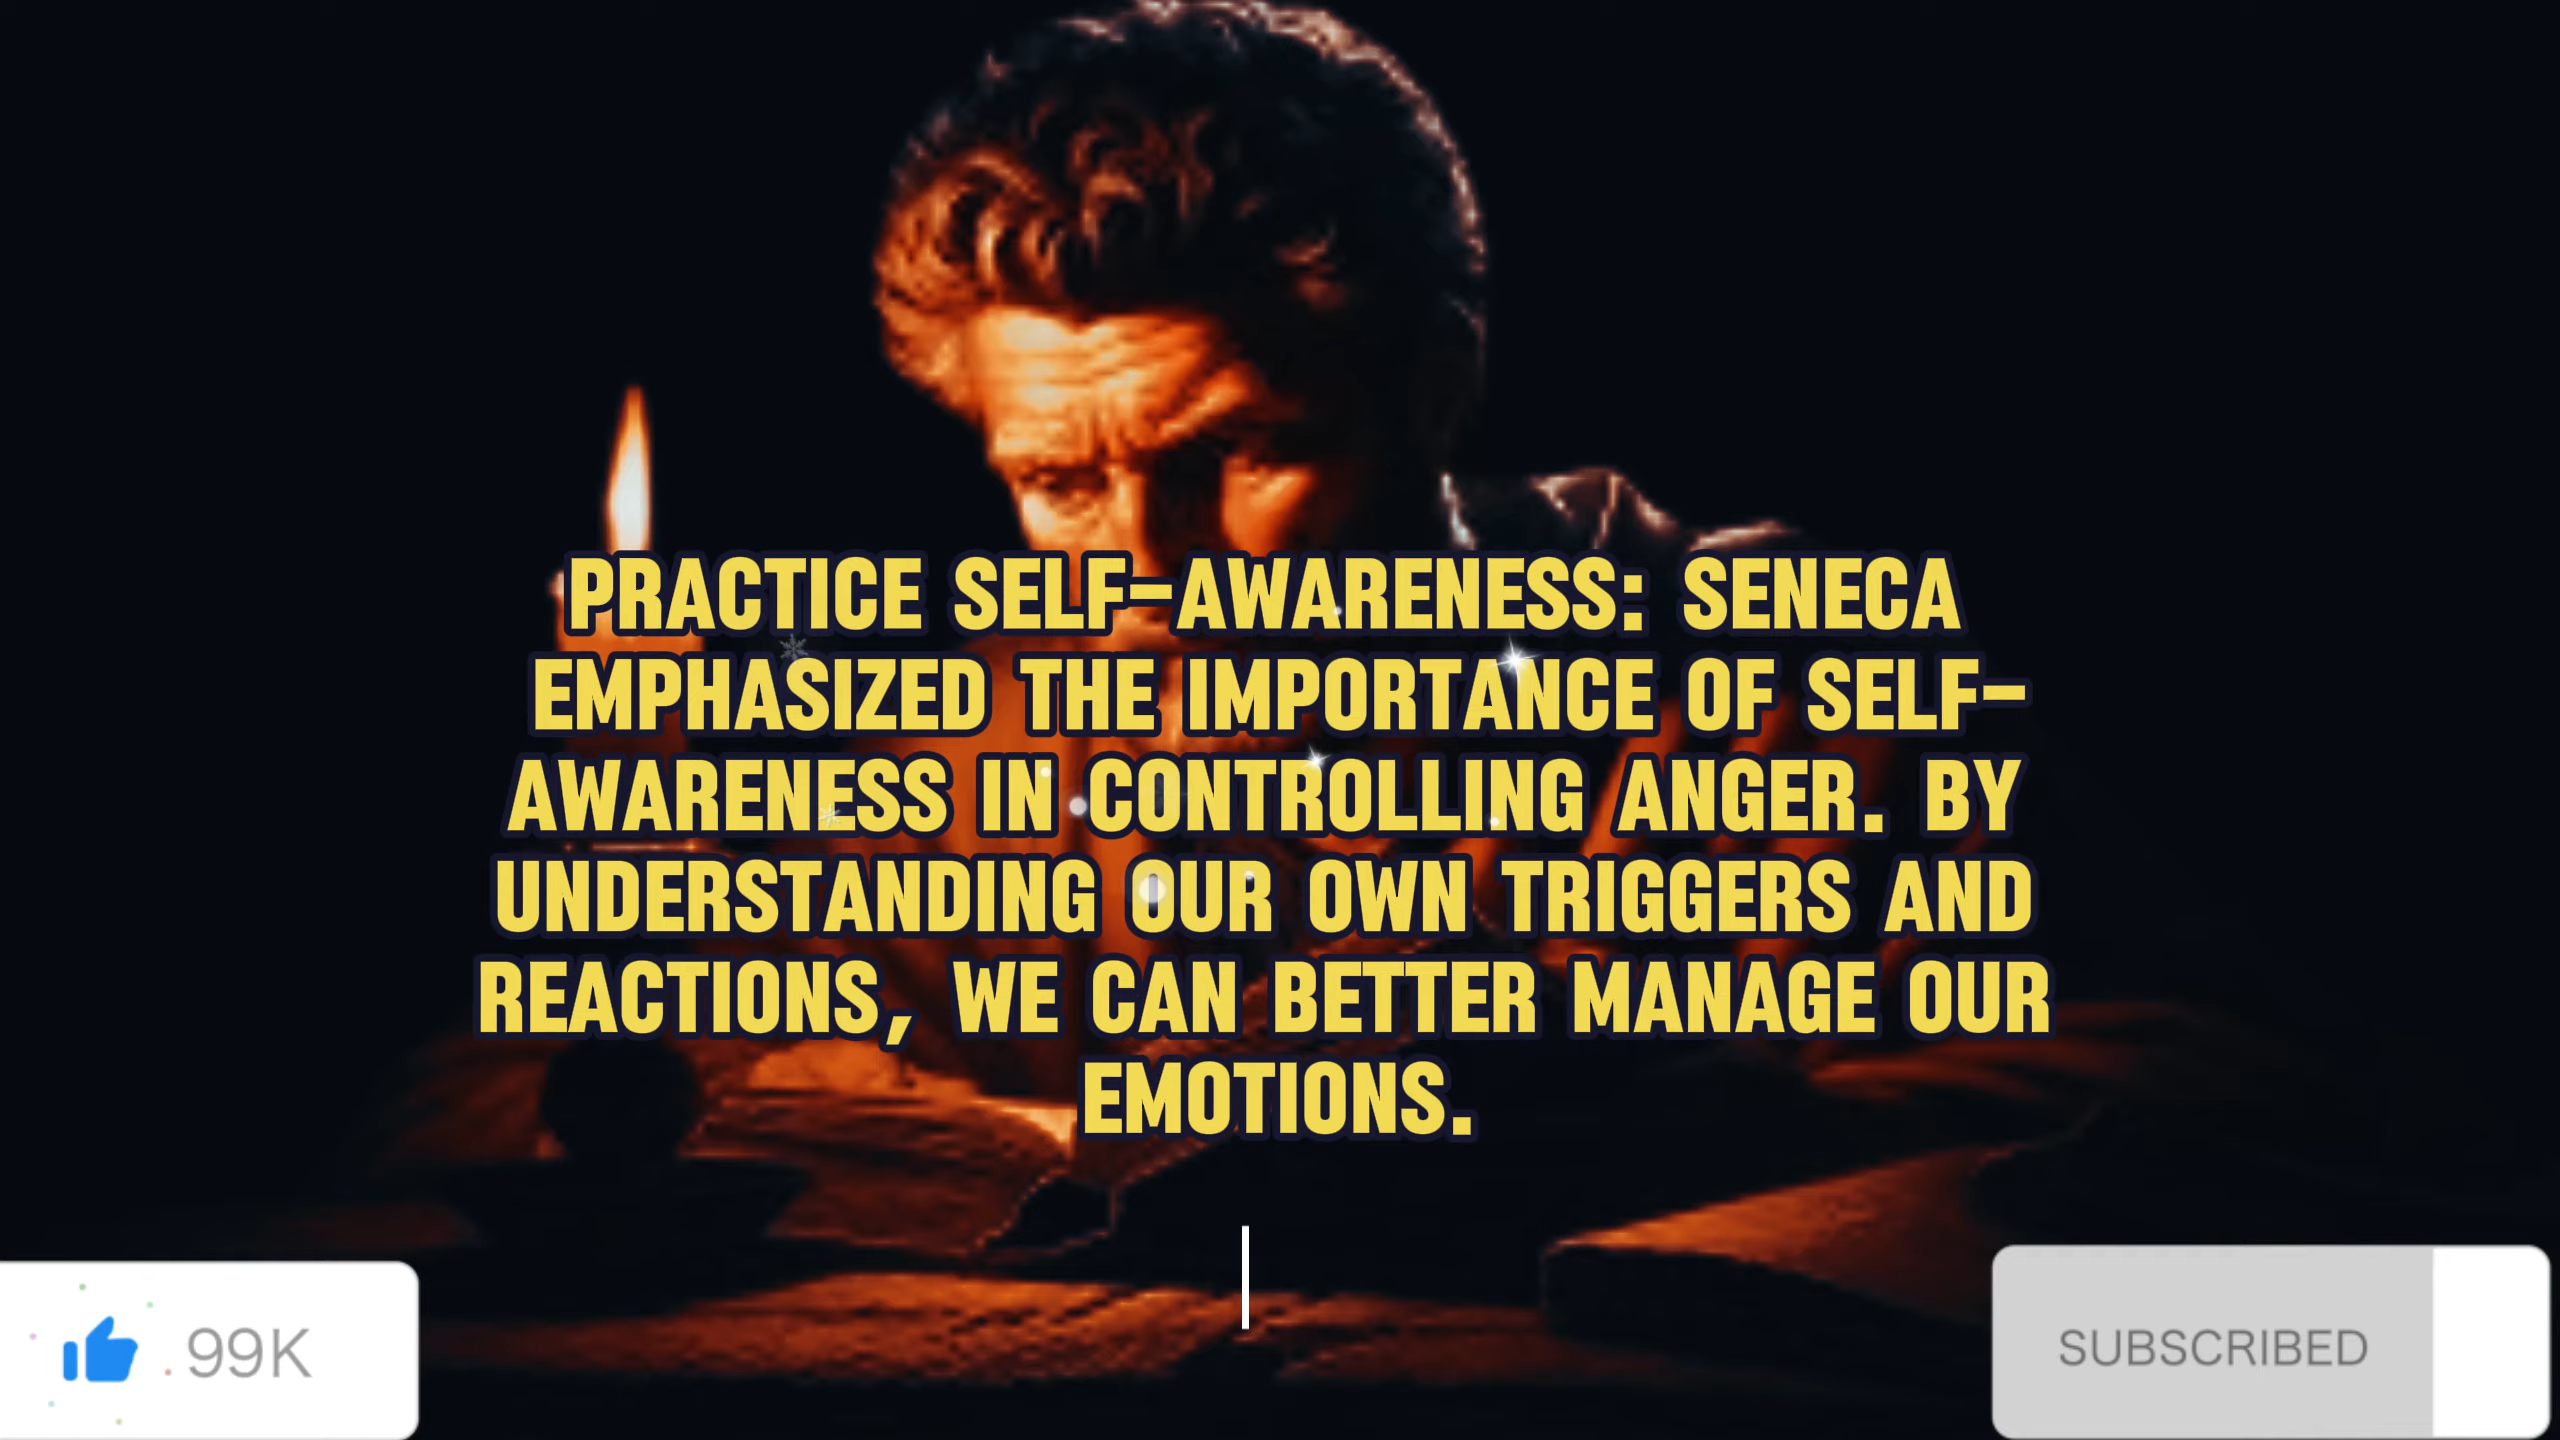 PRACTICE SELF-AWARENESS: SENECA
EMPHASIZED THE IMPORTANCE OF SELF-
AWARENESS IN CONTROLLING ANGER. BY
UNDERSTANDING OUR OWN TRIGGERS AND
REACTIONS, WE CAN BETTER MANAGE OUR
EMOTIONS.
99K
SUBSCRIBED